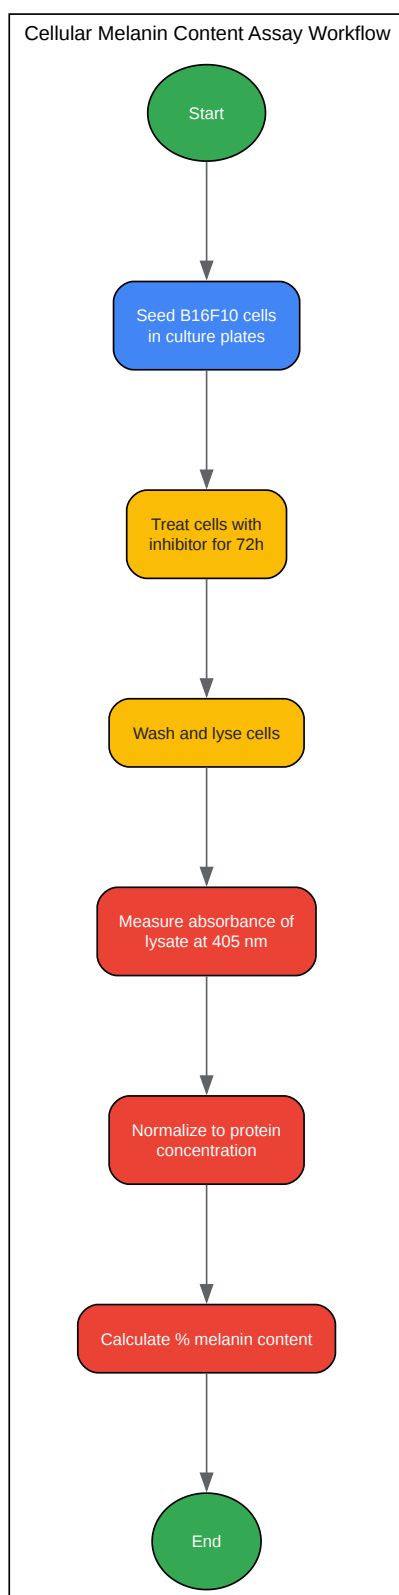 Cellular Melanin Content Assay Workflow
Start
Seed B16F10 cells
in culture plates
Treat cells with
inhibitor for 72h
Wash and lyse cells
Measure absorbance of
lysate at 405 nm
Normalize to protein
concentration
Calculate % melanin content
End